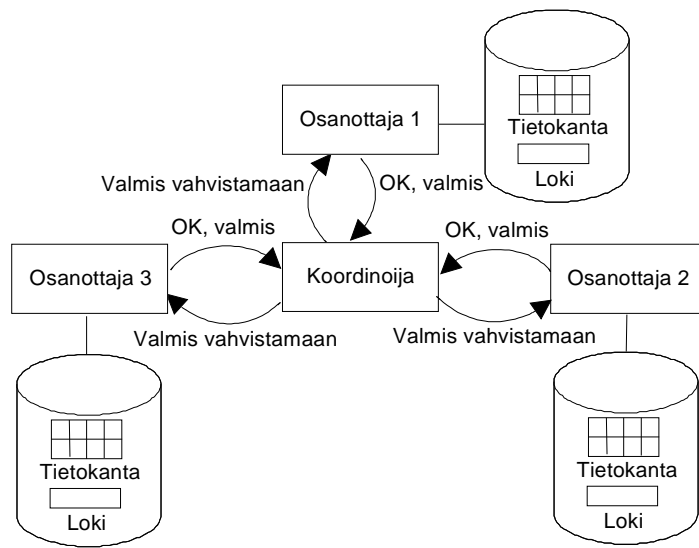 Osanottaja 1
Tietokanta
Loki
Valmis vahvistamaan
OK, valmis
OK, valmis
OK, valmis
Osanottaja 3
Koordinoija
Osanottaja 2
Valmis vahvistamaan
Valmis vahvistamaan
Tietokanta
Loki
Tietokanta
Loki